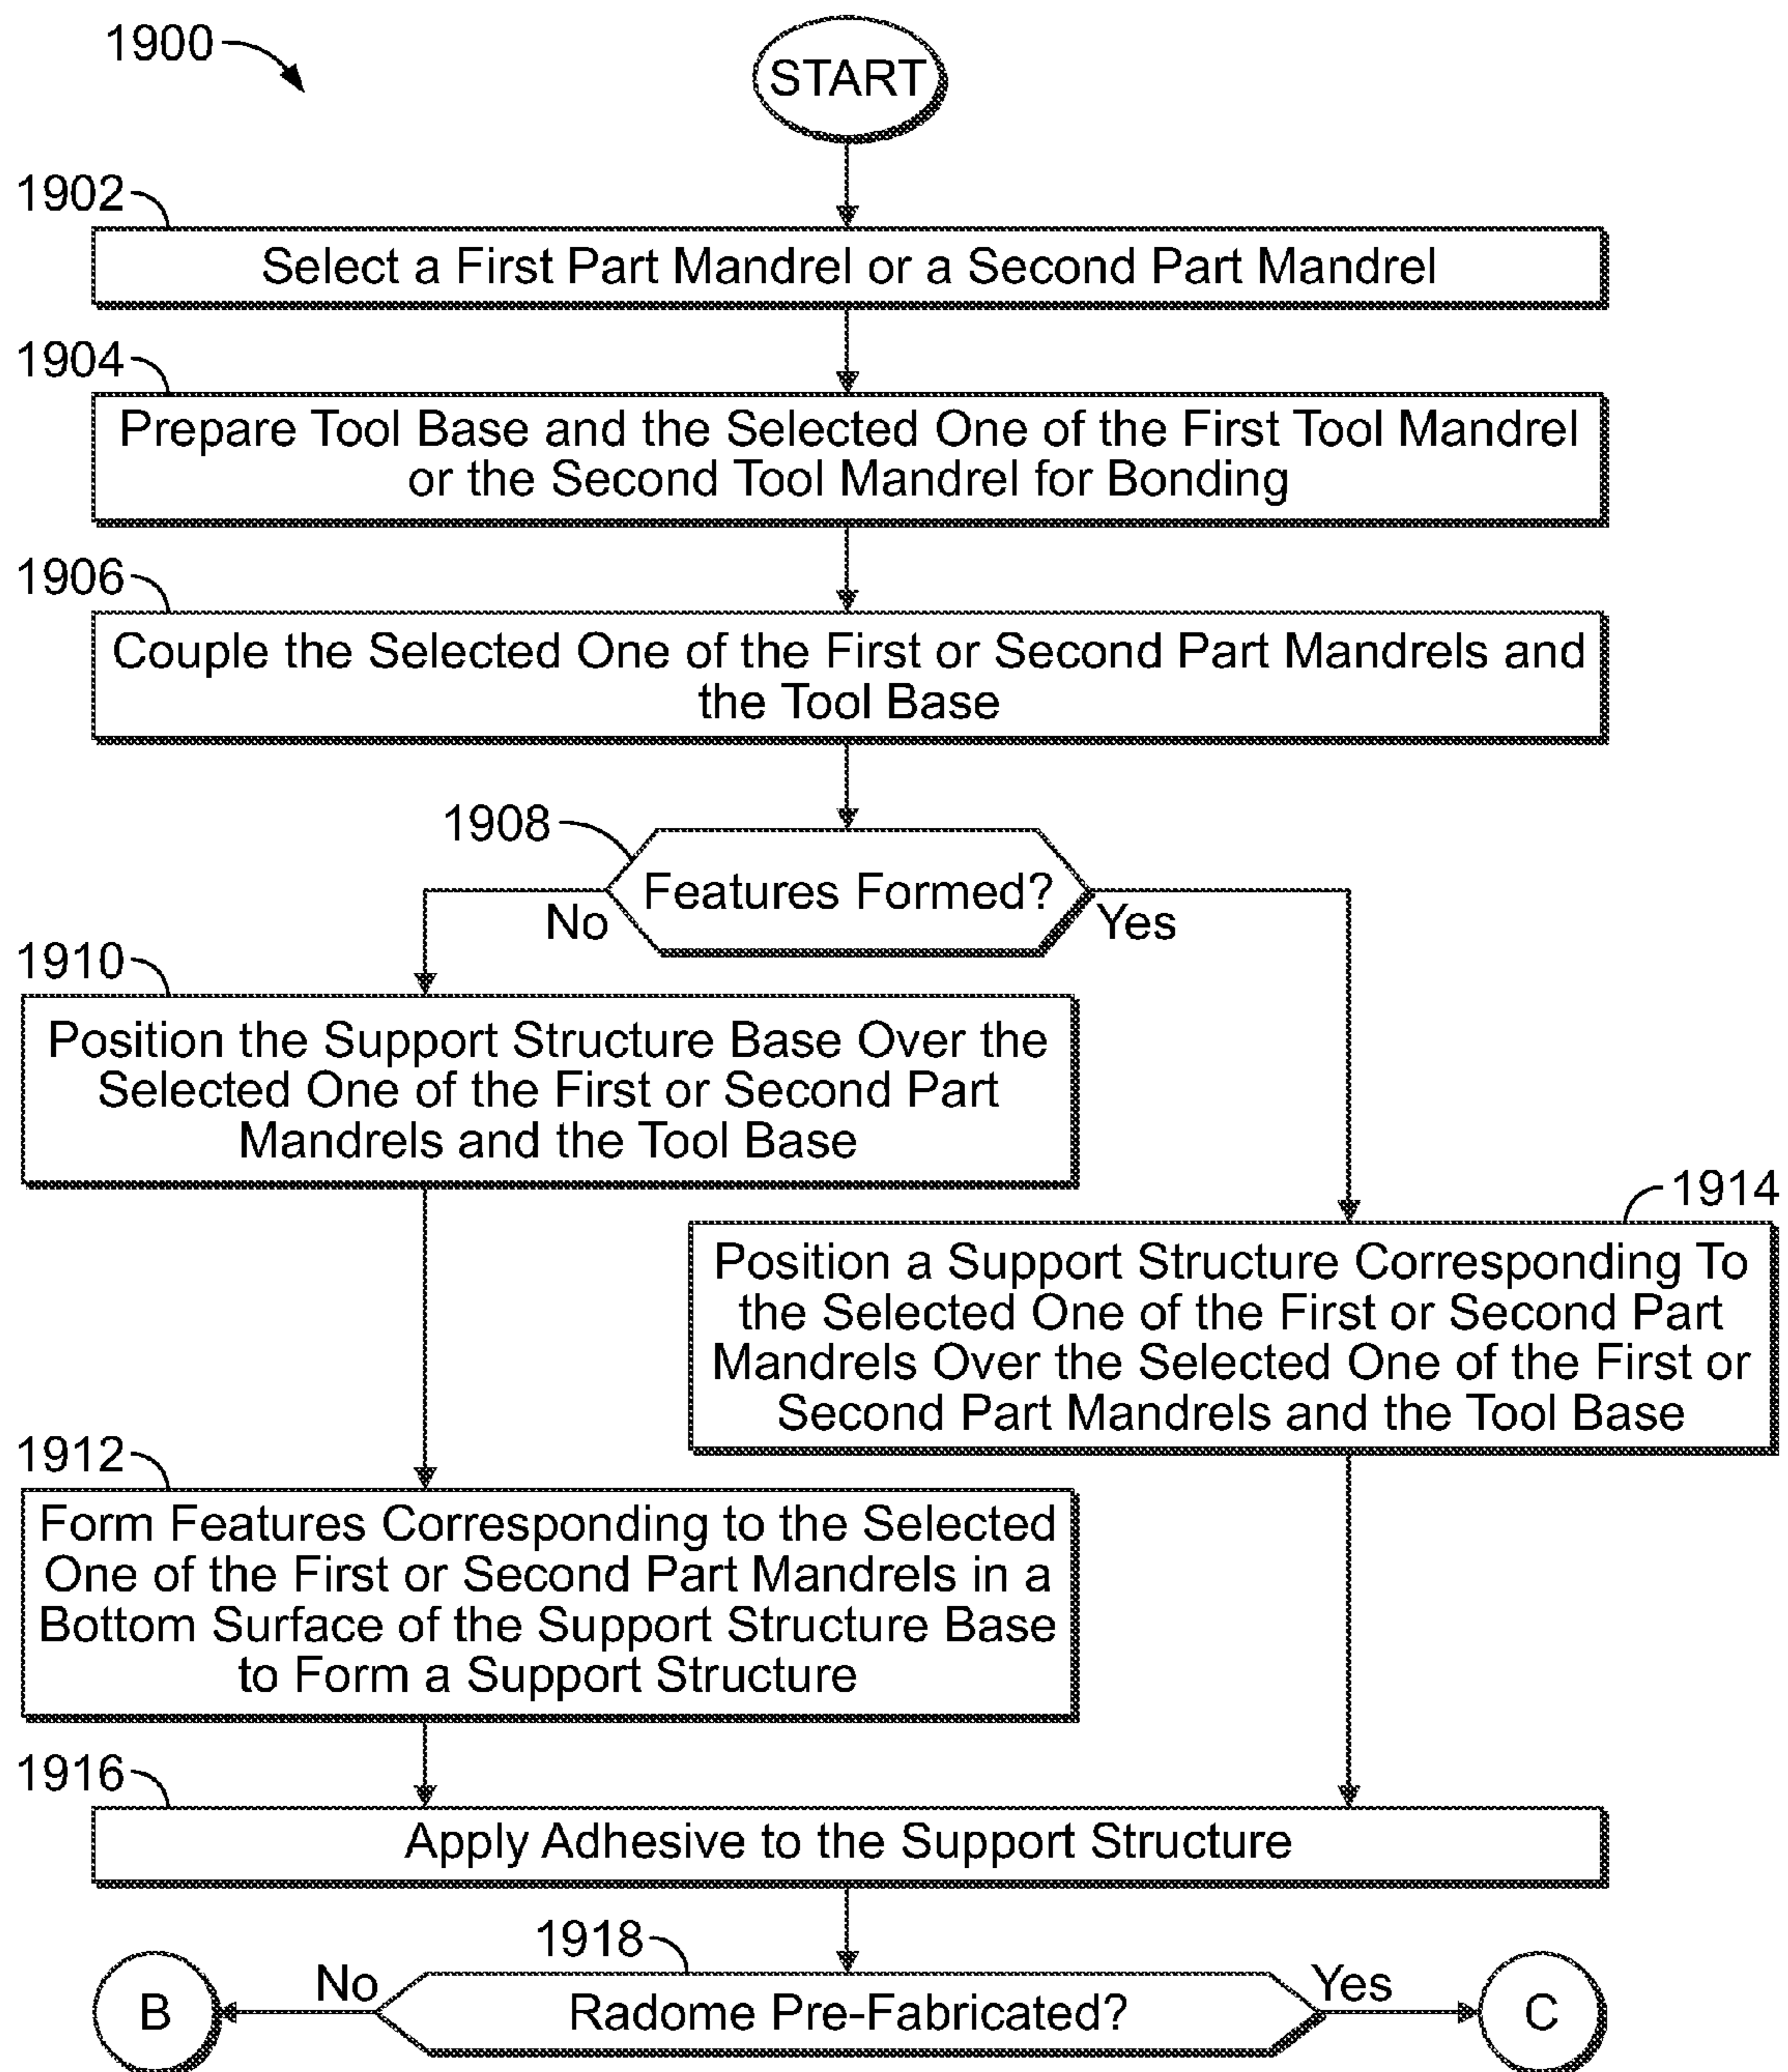 1900
START
1902
Select a First Part Mandrel or a Second Part Mandrel
1904
Prepare Tool Base and the Selected One of the First Tool Mandrel
or the Second Tool Mandrel for Bonding
1906
Couple the Selected One of the First or Second Part Mandrels and
the Tool Base
1908
Features Formed?
No
Yes
1910
Position the Support Structure Base Over the
Selected One of the First or Second Part
Mandrels and the Tool Base
1914
Position a Support Structure Corresponding To
the Selected One of the First or Second Part
Mandrels Over the Selected One of the First or
Second Part Mandrels and the Tool Base
1912
Form Features Corresponding to the Selected
One of the First or Second Part Mandrels in a
Bottom Surface of the Support Structure Base
to Form a Support Structure
1916
Apply Adhesive to the Support Structure
1918
Radome Pre-Fabricated?
No
Yes
B
C